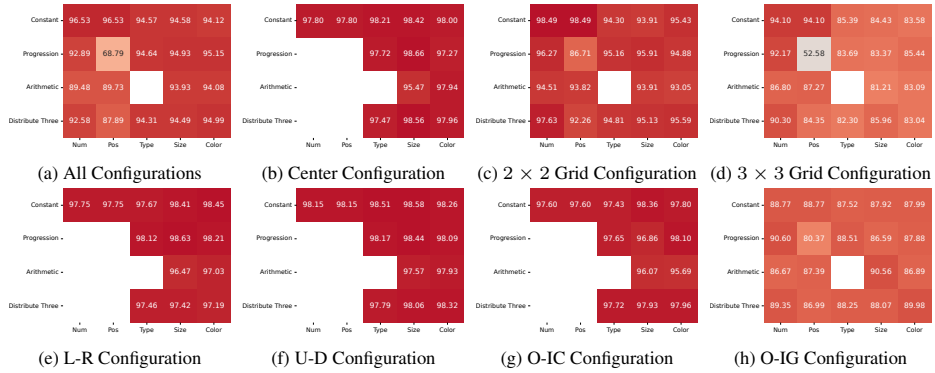 Constant 96.53 96.53 94.57 94.58 94.12
Progression 92.89 68.79 94.64 94.93 95.15
Arithmetic 89.48 89.73 93.93 94.08
Distribute Three 92.58 87.89 94.31 94.49 94.99
Num Pos Type Size Color
(a) All Configurations
Constant 97.80 97.80 98.21 98.42 98.00
Progression 97.72 98.66 97.27
Arithmetic 95.47 97.94
Distribute Three 97.47 98.56 97.96
Num Pos Type Size Color
(b) Center Configuration
Constant 98.49 98.49 94.30 93.91 95.43
Progression 96.27 86.71 95.16 95.91 94.88
Arithmetic 94.51 93.82 93.91 93.05
Distribute Three 97.63 92.26 94.81 95.13 95.59
Num Pos Type Size Color
(c) 2 × 2 Grid Configuration
Constant 94.10 94.10 85.39 84.43 83.58
Progression 92.17 52.58 83.69 83.37 85.44
Arithmetic 86.80 87.27 81.21 83.09
Distribute Three 90.30 84.35 82.30 85.96 83.04
Num Pos Type Size Color
(d) 3 × 3 Grid Configuration
Constant 97.75 97.75 97.67 98.41 98.45
Progression 98.12 98.63 98.21
Arithmetic 96.47 97.03
Distribute Three 97.46 97.42 97.19
Num Pos Type Size Color
(e) L-R Configuration
Constant 98.15 98.15 98.51 98.58 98.26
Progression 98.17 98.44 98.09
Arithmetic 97.57 97.93
Distribute Three 97.79 98.06 98.32
Num Pos Type Size Color
(f) U-D Configuration
Constant 97.60 97.60 97.43 98.36 97.80
Progression 97.65 96.86 98.10
Arithmetic 96.07 95.69
Distribute Three 97.72 97.93 97.96
Num Pos Type Size Color
(g) O-IC Configuration
Constant 88.77 88.77 87.52 87.92 87.99
Progression 90.60 80.37 88.51 86.59 87.88
Arithmetic 86.67 87.39 90.56 86.89
Distribute Three 89.35 86.99 88.25 88.07 89.98
Num Pos Type Size Color
(h) O-IG Configuration